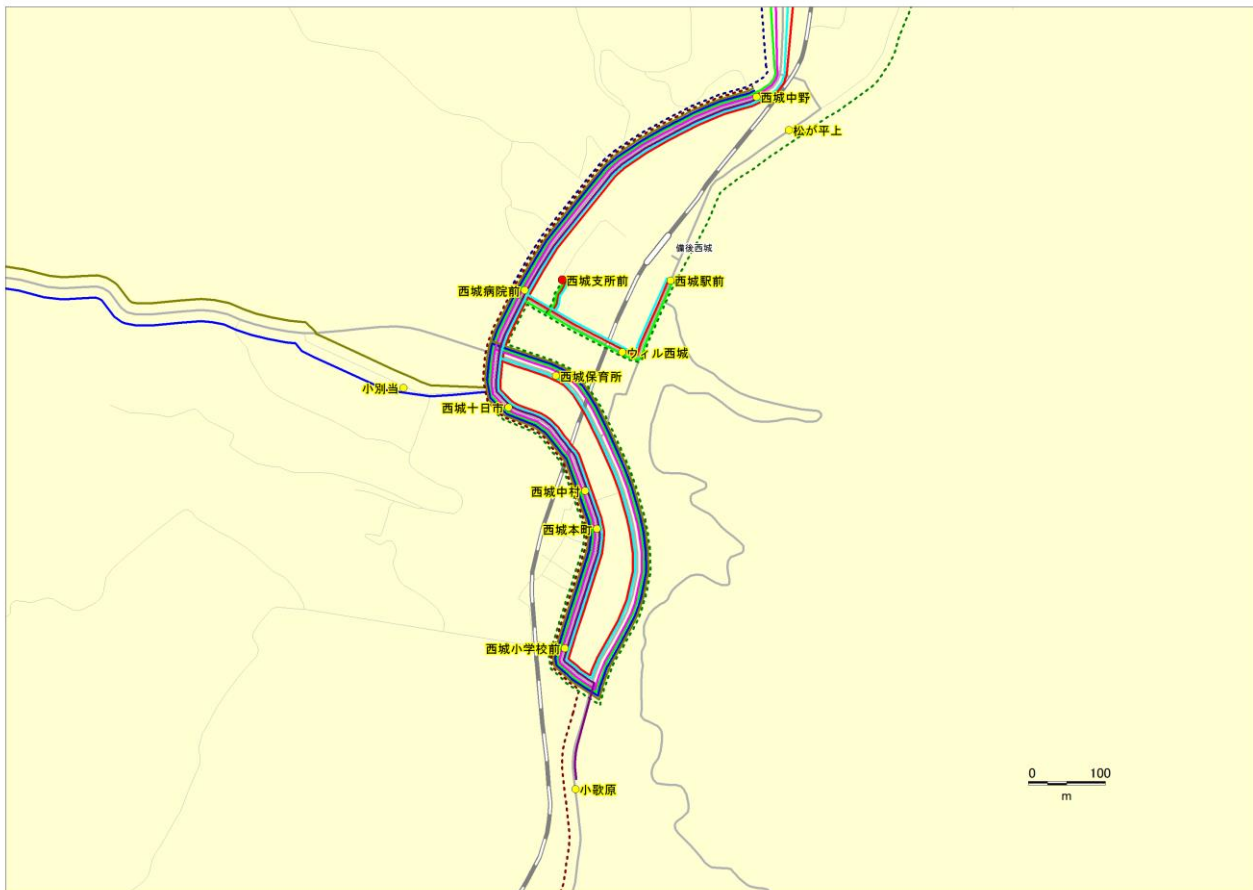 西城中野
松が平上
備後西城
西城支所前
西城駅前
西城病院前
ウィル西城
西城保育所
小別当
西城十日市
西城中村
西城本町
西城小学校前
小歌原
0 100
m